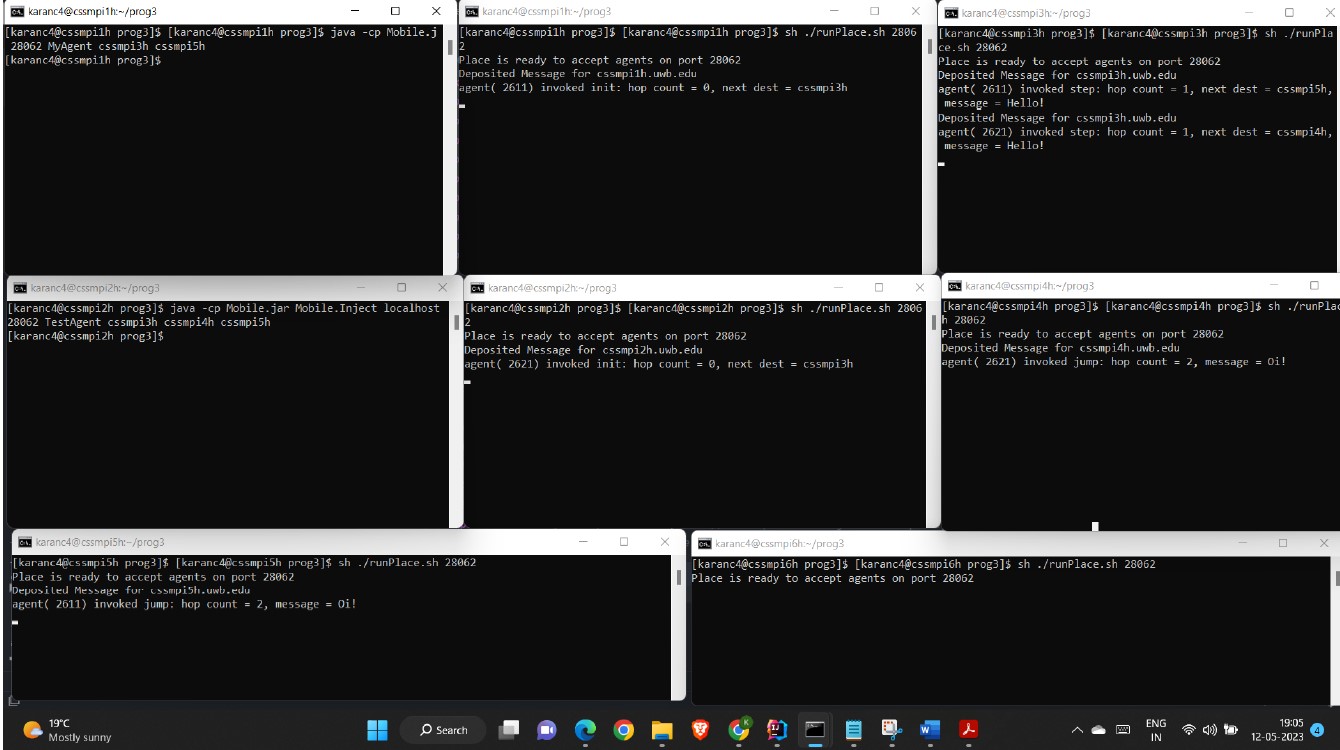 karanc4@cssmpi1h:~/prog3
[karanc4@cssmpi1h prog3]$ [karanc4@cssmpi1h prog3]$ java -cp Mobile.j
28062 MyAgent cssmpi3h cssmpi5h
[karanc4@cssmpi1h prog3]$
karanc4@cssmpi1h:~/prog3
[karanc4@cssmpi1h prog3]$ [karanc4@cssmpi1h prog3]$ sh ./runPlace.sh 2806
2
Place is ready to accept agents on port 28062
Deposited Message for cssmpi1h.uwb.edu
agent( 2611) invoked init: hop count = 0, next dest = cssmpi3h
karanc4@cssmpi3h:~/prog3
[karanc4@cssmpi3h prog3]$ [karanc4@cssmpi3h prog3]$ sh ./runPla
ce.sh 28062
Place is ready to accept agents on port 28062
Deposited Message for cssmpi3h.uwb.edu
agent( 2611) invoked step: hop count = 1, next dest = cssmpi5h,
message = Hello!
Deposited Message for cssmpi3h.uwb.edu
agent( 2621) invoked step: hop count = 1, next dest = cssmpi4h,
message = Hello!
karanc4@cssmpi2h:~/prog3
[karanc4@cssmpi2h prog3]$ java -cp Mobile.jar Mobile.Inject localhost
28062 TestAgent cssmpi3h cssmpi4h cssmpi5h
[karanc4@cssmpi2h prog3]$
karanc4@cssmpi2h:~/prog3
[karanc4@cssmpi2h prog3]$ [karanc4@cssmpi2h prog3]$ sh ./runPlace.sh 2806
2
Place is ready to accept agents on port 28062
Deposited Message for cssmpi2h.uwb.edu
agent( 2621) invoked init: hop count = 0, next dest = cssmpi3h
karanc4@cssmpi4h:~/prog3
[karanc4@cssmpi4h prog3]$ [karanc4@cssmpi4h prog3]$ sh ./runPlac
h 28062
Place is ready to accept agents on port 28062
Deposited Message for cssmpi4h.uwb.edu
agent( 2621) invoked jump: hop count = 2, message = Oi!
karanc4@cssmpi5h:~/prog3
[karanc4@cssmpi5h prog3]$ [karanc4@cssmpi5h prog3]$ sh ./runPlace.sh 28062
Place is ready to accept agents on port 28062
Deposited Message for cssmpi5h.uwb.edu
agent( 2611) invoked jump: hop count = 2, message = Oi!
karanc4@cssmpi6h:~/prog3
[karanc4@cssmpi6h prog3]$ [karanc4@cssmpi6h prog3]$ sh ./runPlace.sh 28062
Place is ready to accept agents on port 28062
19°C
Mostly sunny
Search
ENG
IN
19:05
12-05-2023
4